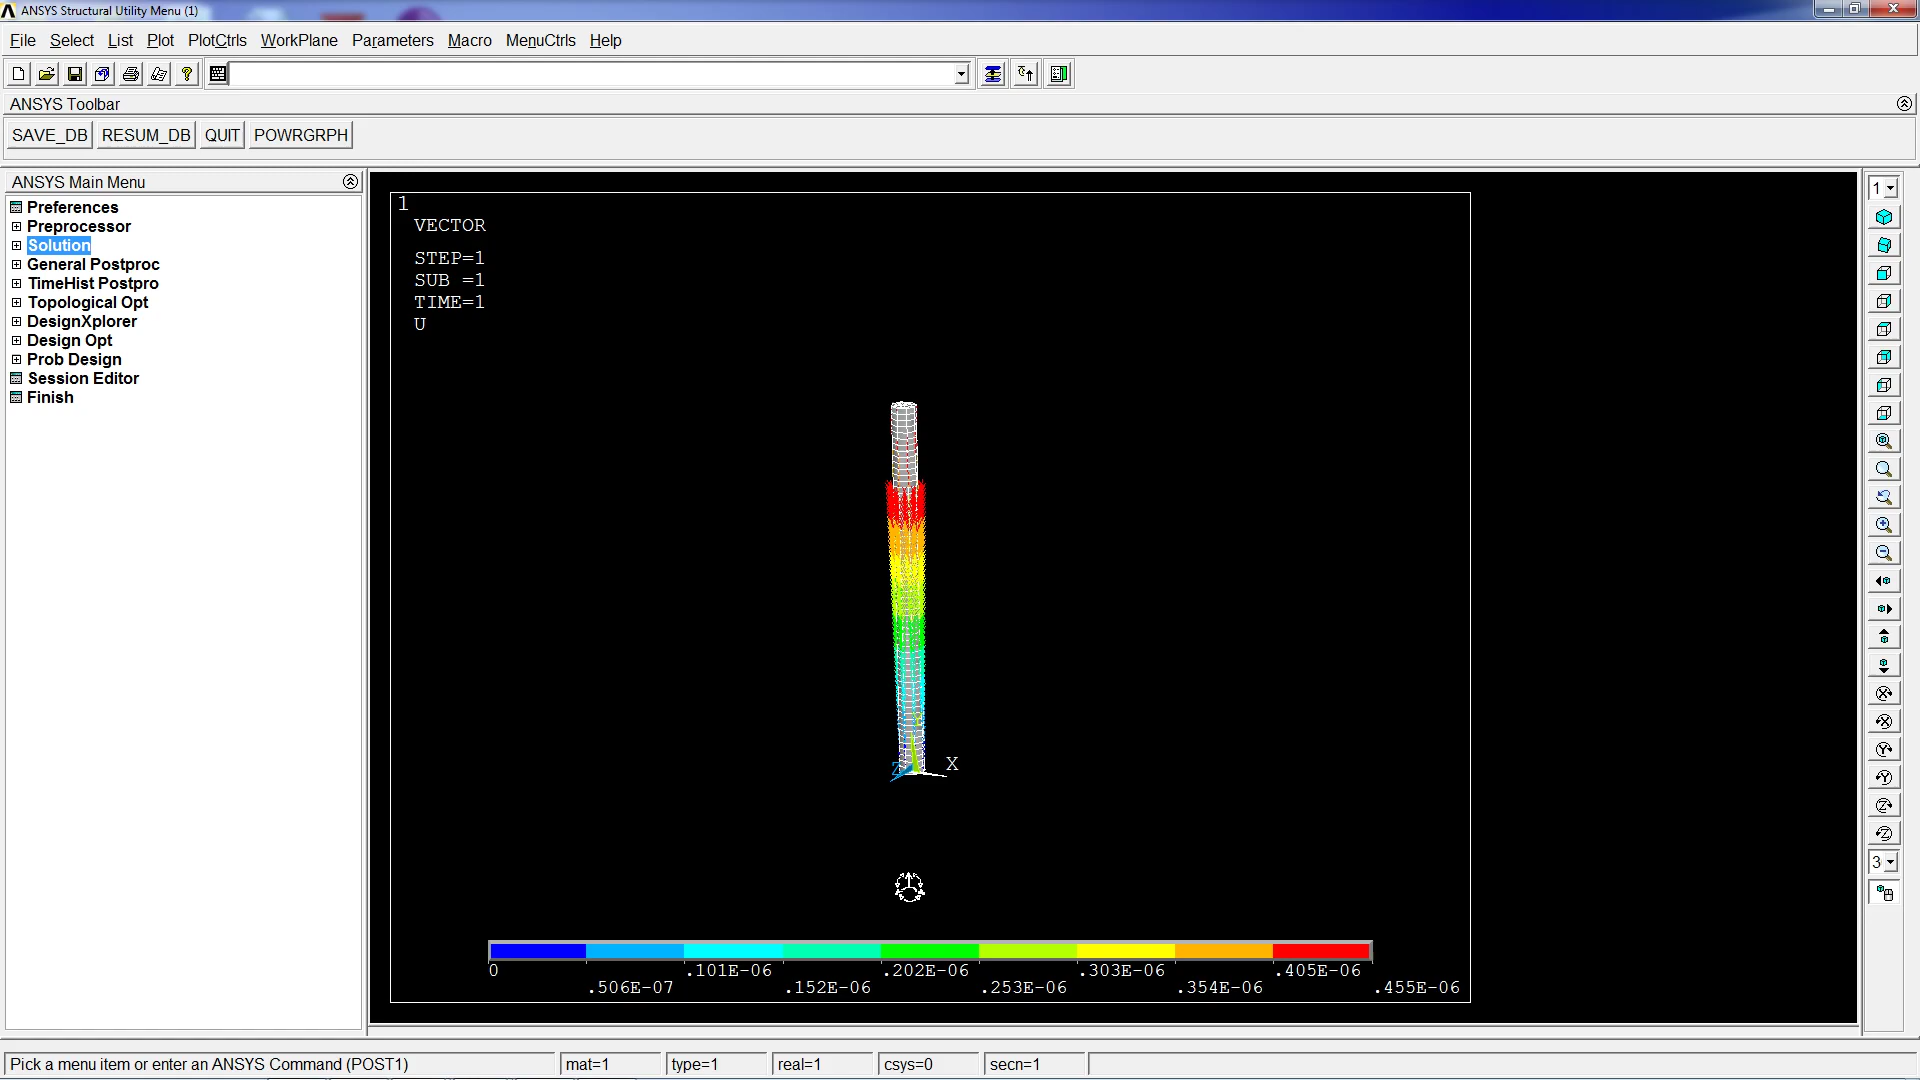 ANSYS Structural Utility Menu (1)
File Select List Plot PlotCtrls WorkPlane Parameters Macro MenuCtrls Help
ANSYS Toolbar
SAVE_DB RESUM_DB QUIT POWRGRPH
ANSYS Main Menu
Preferences
Preprocessor
Solution
General Postproc
TimeHist Postpro
Topological Opt
DesignXplorer
Design Opt
Prob Design
Session Editor
Finish
1
VECTOR
STEP=1
SUB =1
TIME=1
U
Z X
0 .101E-06 .202E-06 .303E-06 .405E-06
.506E-07 .152E-06 .253E-06 .354E-06 .455E-06
1
3
Pick a menu item or enter an ANSYS Command (POST1) mat=1 type=1 real=1 csys=0 secn=1